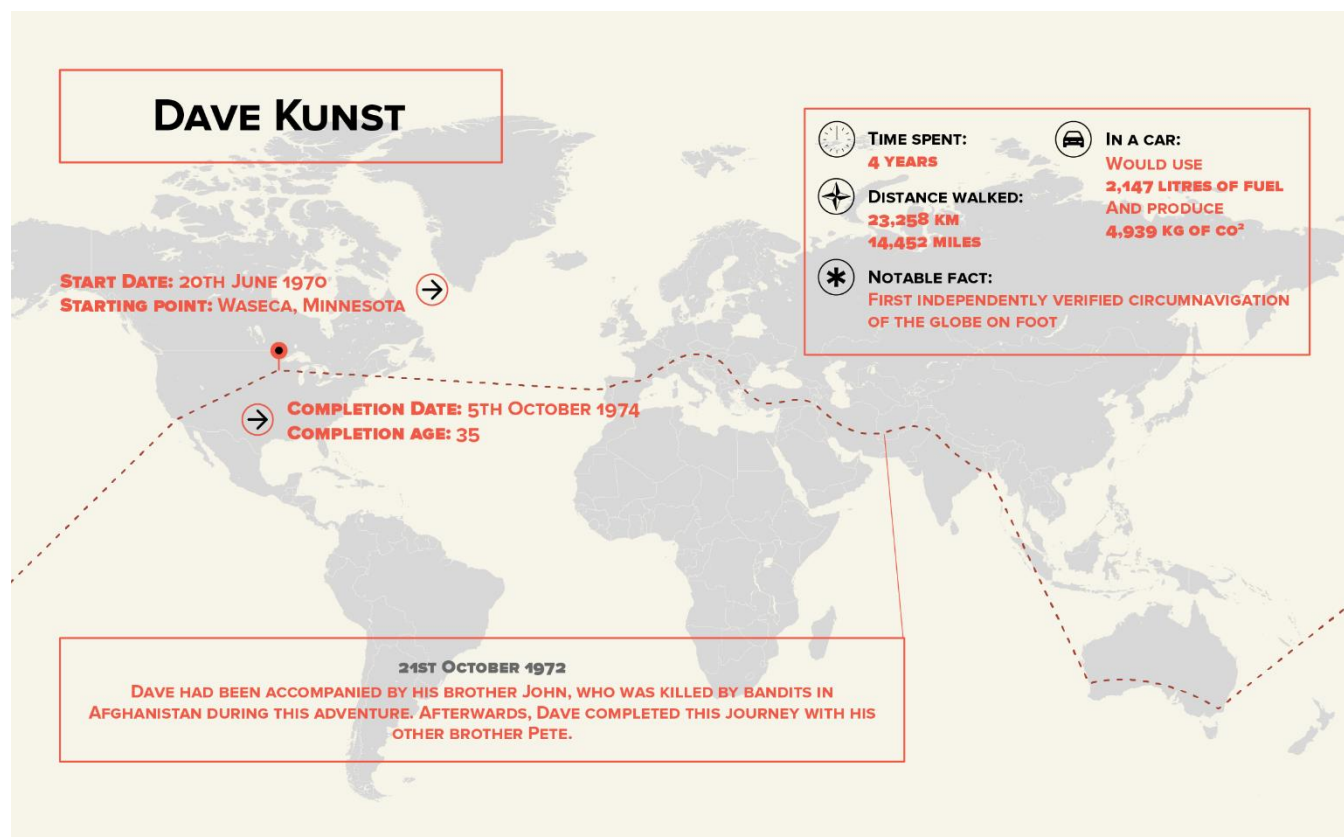 DAVE KUNST
TIME SPENT:
4 YEARS
DISTANCE WALKED:
23,258 KM
14,452 MILES
IN A CAR:
WOULD USE
2,147 LITRES OF FUEL
AND PRODUCE
4,939 KG OF CO²
NOTABLE FACT:
FIRST INDEPENDENTLY VERIFIED CIRCUMNAVIGATION
OF THE GLOBE ON FOOT
START DATE: 20TH JUNE 1970
STARTING POINT: WASECA, MINNESOTA
COMPLETION DATE: 5TH OCTOBER 1974
COMPLETION AGE: 35
21ST OCTOBER 1972
DAVE HAD BEEN ACCOMPANIED BY HIS BROTHER JOHN, WHO WAS KILLED BY BANDITS IN
AFGHANISTAN DURING THIS ADVENTURE. AFTERWARDS, DAVE COMPLETED THIS JOURNEY WITH HIS
OTHER BROTHER PETE.